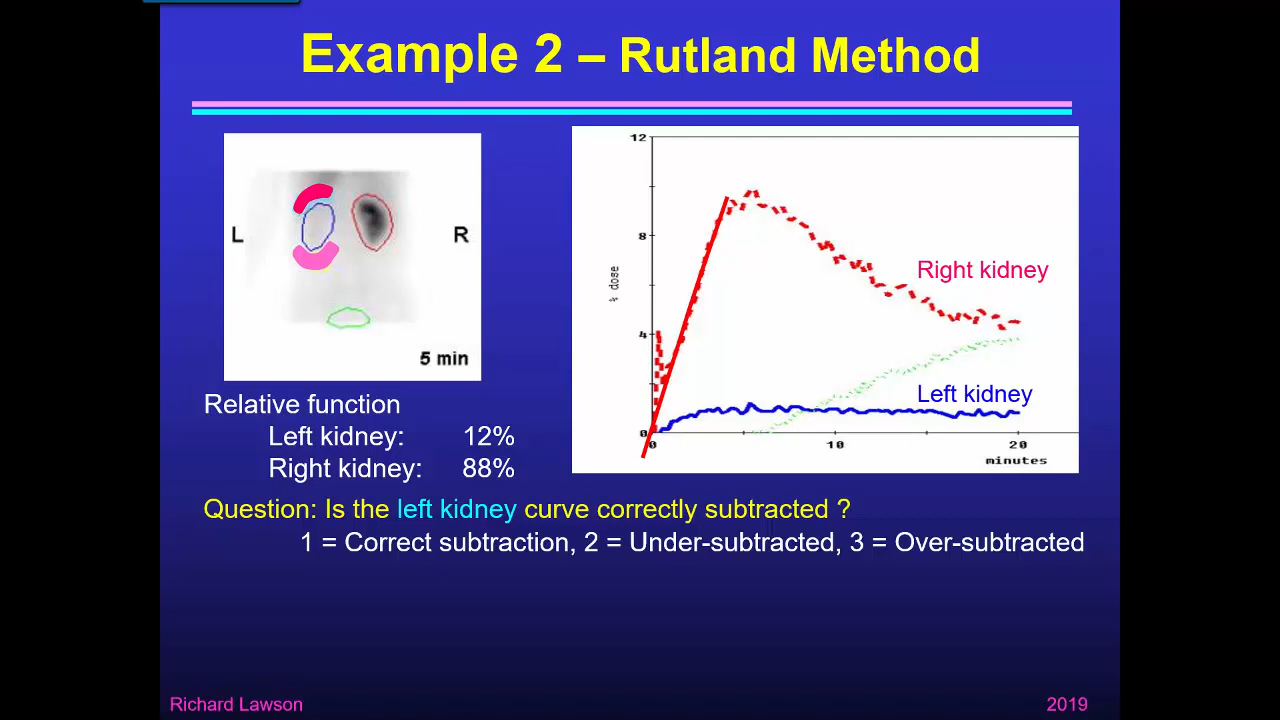 Example 2 – Rutland Method
L
R
5 min
12
8
4
0
% dose
0
10
20
minutes
Right kidney
Left kidney
Relative function
Left kidney: 12%
Right kidney: 88%
Question: Is the left kidney curve correctly subtracted ?
1 = Correct subtraction, 2 = Under-subtracted, 3 = Over-subtracted
Richard Lawson
2019